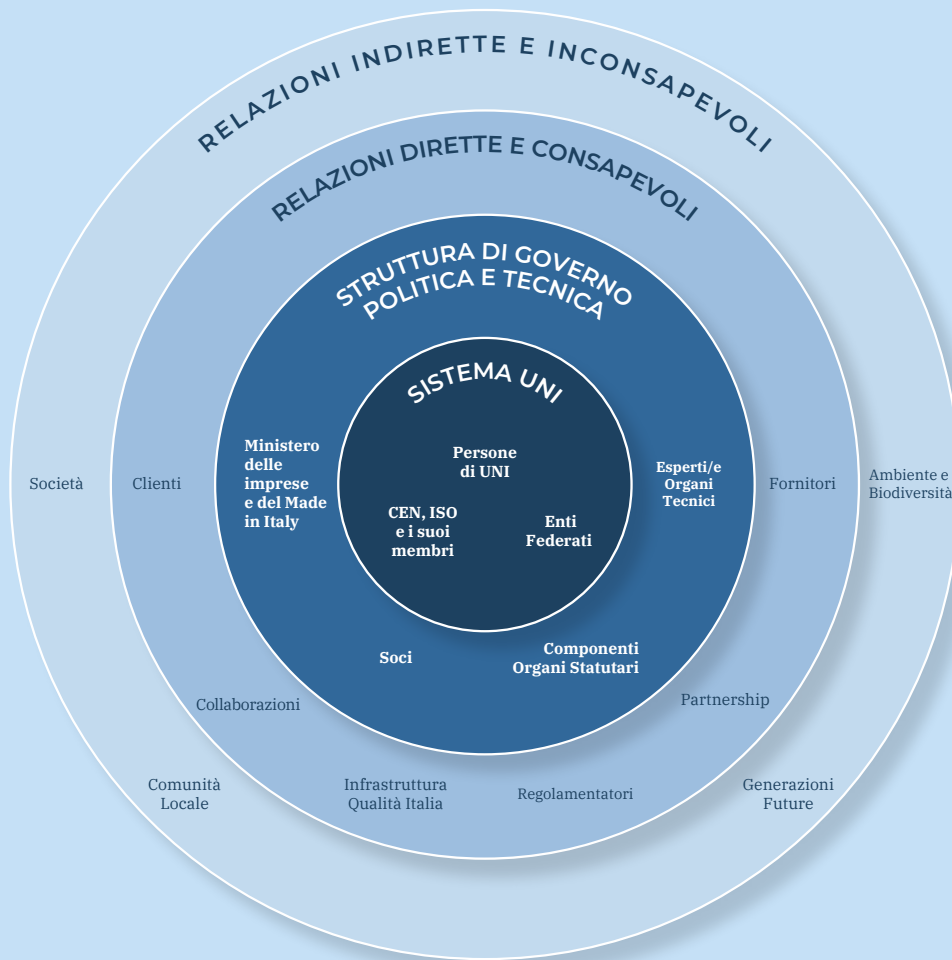 RELAZIONI INDIRETTE E INCONSAPEVOLI
RELAZIONI DIRETTE E CONSAPEVOLI
STRUTTURA DI GOVERNO
POLITICA E TECNICA
SISTEMA UNI
Persone
di UNI
CEN, ISO
e i suoi
membri
Enti
Federati
Ministero
delle
imprese
e del Made
in Italy
Esperti/e
Organi
Tecnici
Soci
Componenti
Organi Statutari
Clienti
Fornitori
Collaborazioni
Partnership
Infrastruttura
Qualità Italia
Regolamentatori
Società
Ambiente e
Biodiversità
Comunità
Locale
Generazioni
Future